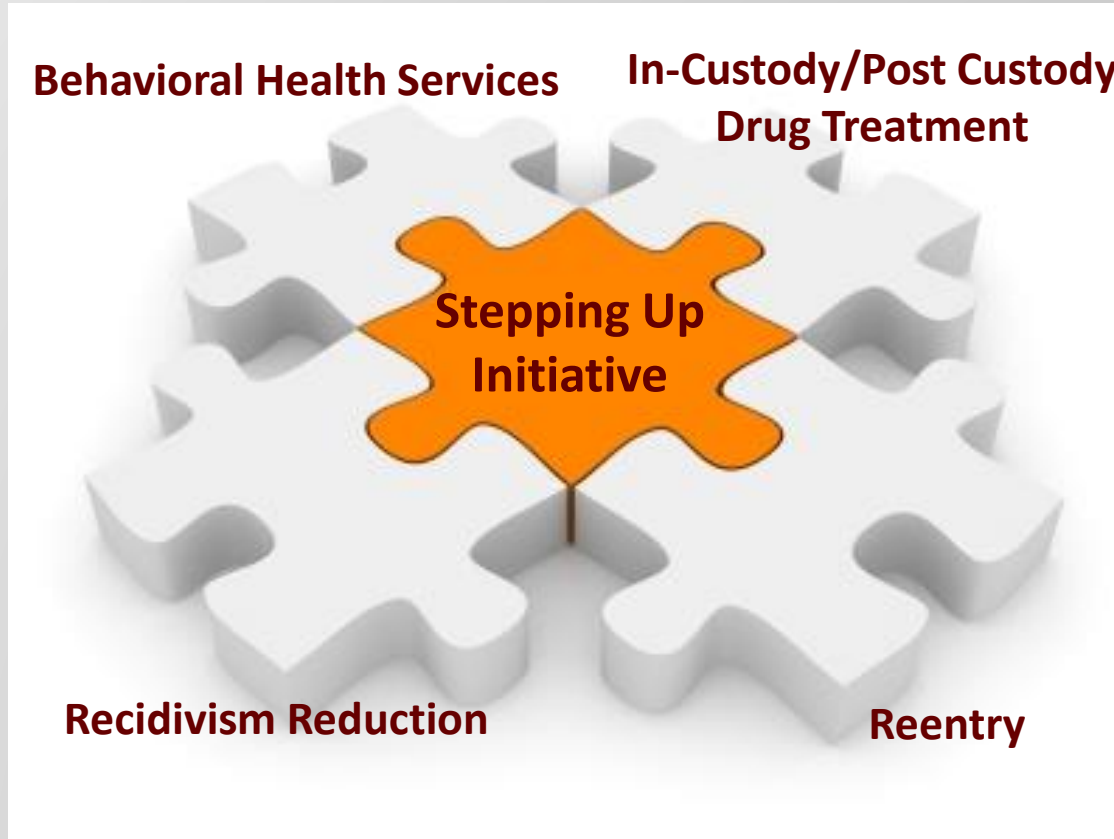 Behavioral Health Services
In-Custody/Post Custody
Drug Treatment
Stepping Up
Initiative
Recidivism Reduction
Reentry